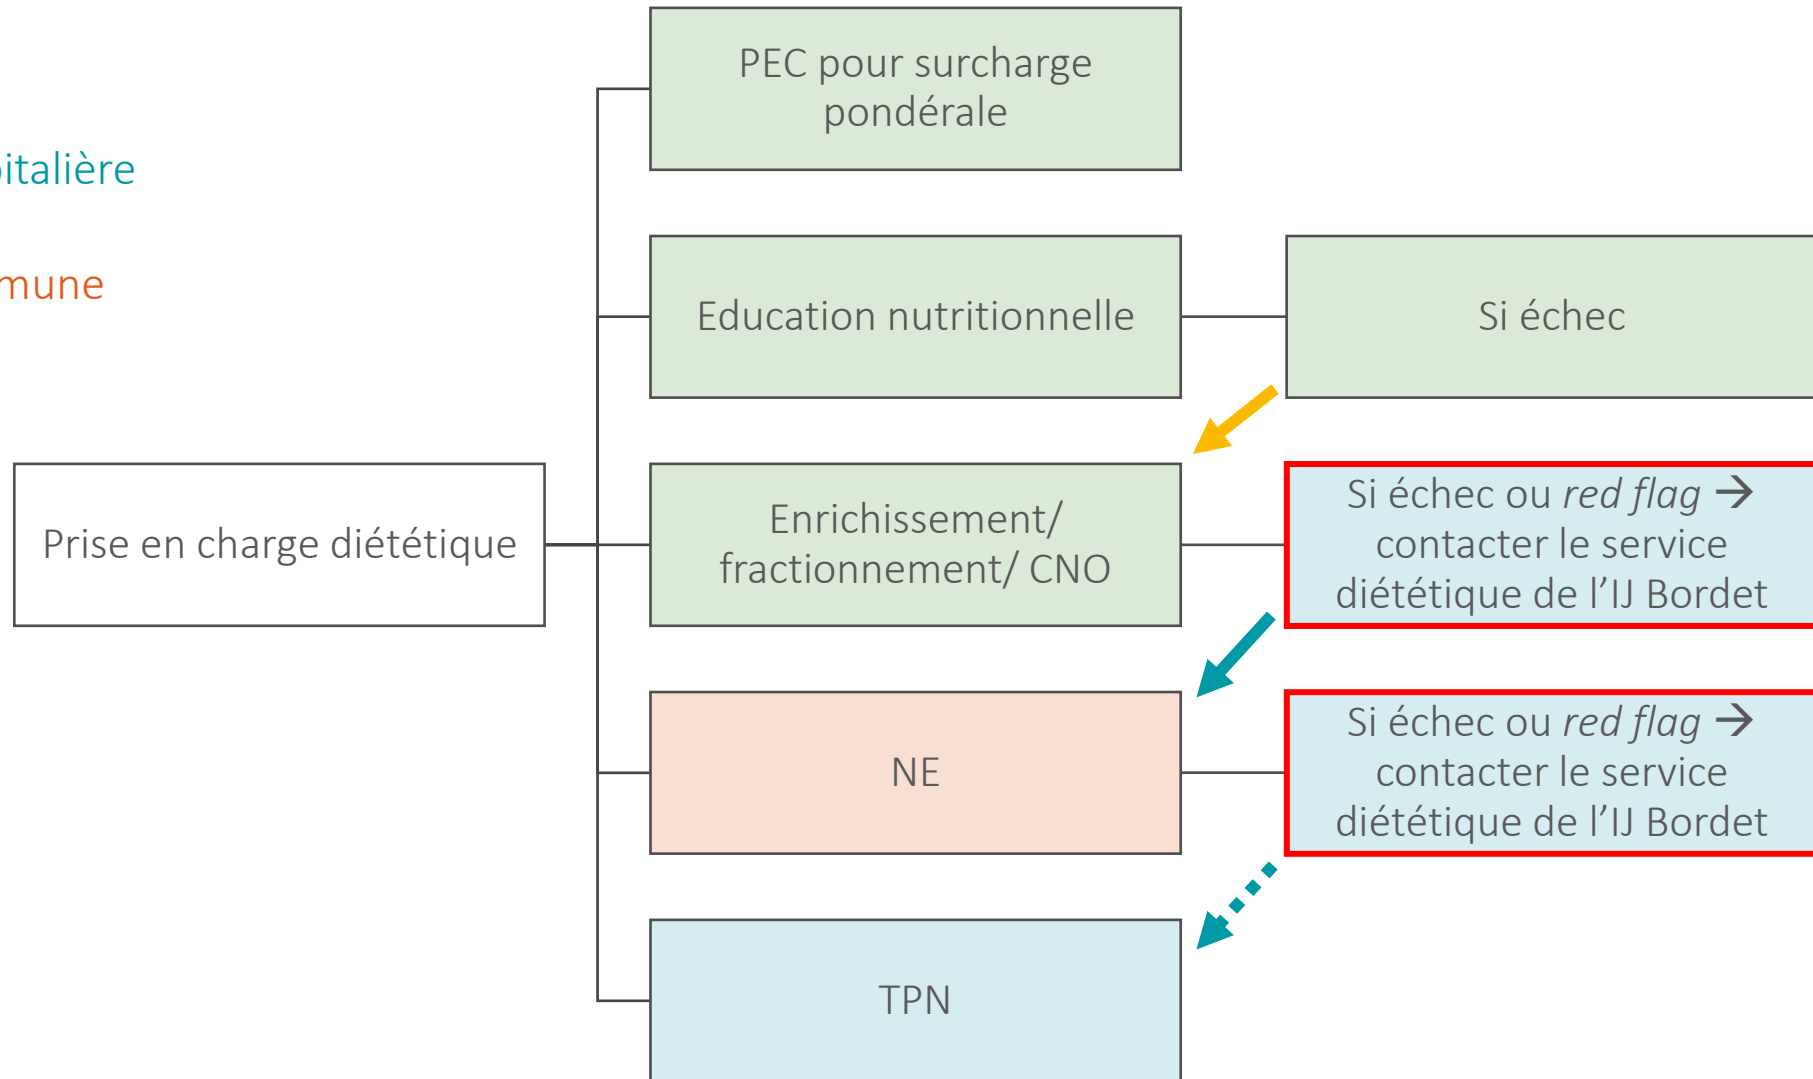 PEC pour surcharge
pondérale
pitalière
mune
Education nutritionnelle
Si échec
Prise en charge diététique
Enrichissement/
fractionnement/ CNO
Si échec ou red flag →
contacter le service
diététique de l’IJ Bordet
NE
Si échec ou red flag →
contacter le service
diététique de l’IJ Bordet
TPN